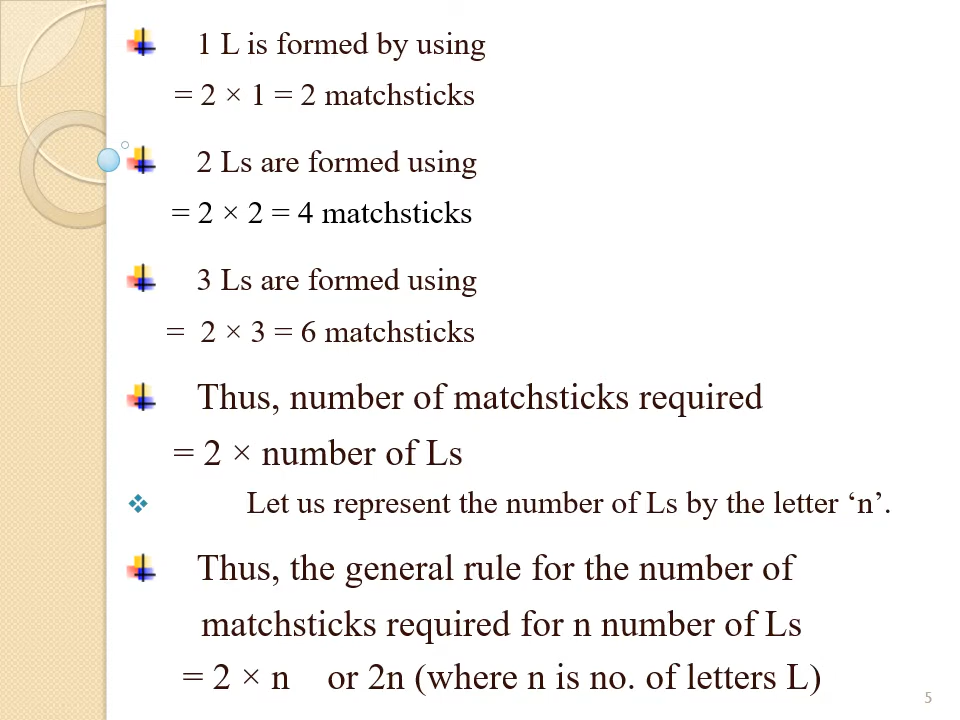 1 L is formed by using
= 2 × 1 = 2 matchsticks
2 Ls are formed using
= 2 × 2 = 4 matchsticks
3 Ls are formed using
= 2 × 3 = 6 matchsticks
Thus, number of matchsticks required
= 2 × number of Ls
Let us represent the number of Ls by the letter ‘n’.
Thus, the general rule for the number of
matchsticks required for n number of Ls
= 2 × n or 2n (where n is no. of letters L)
5